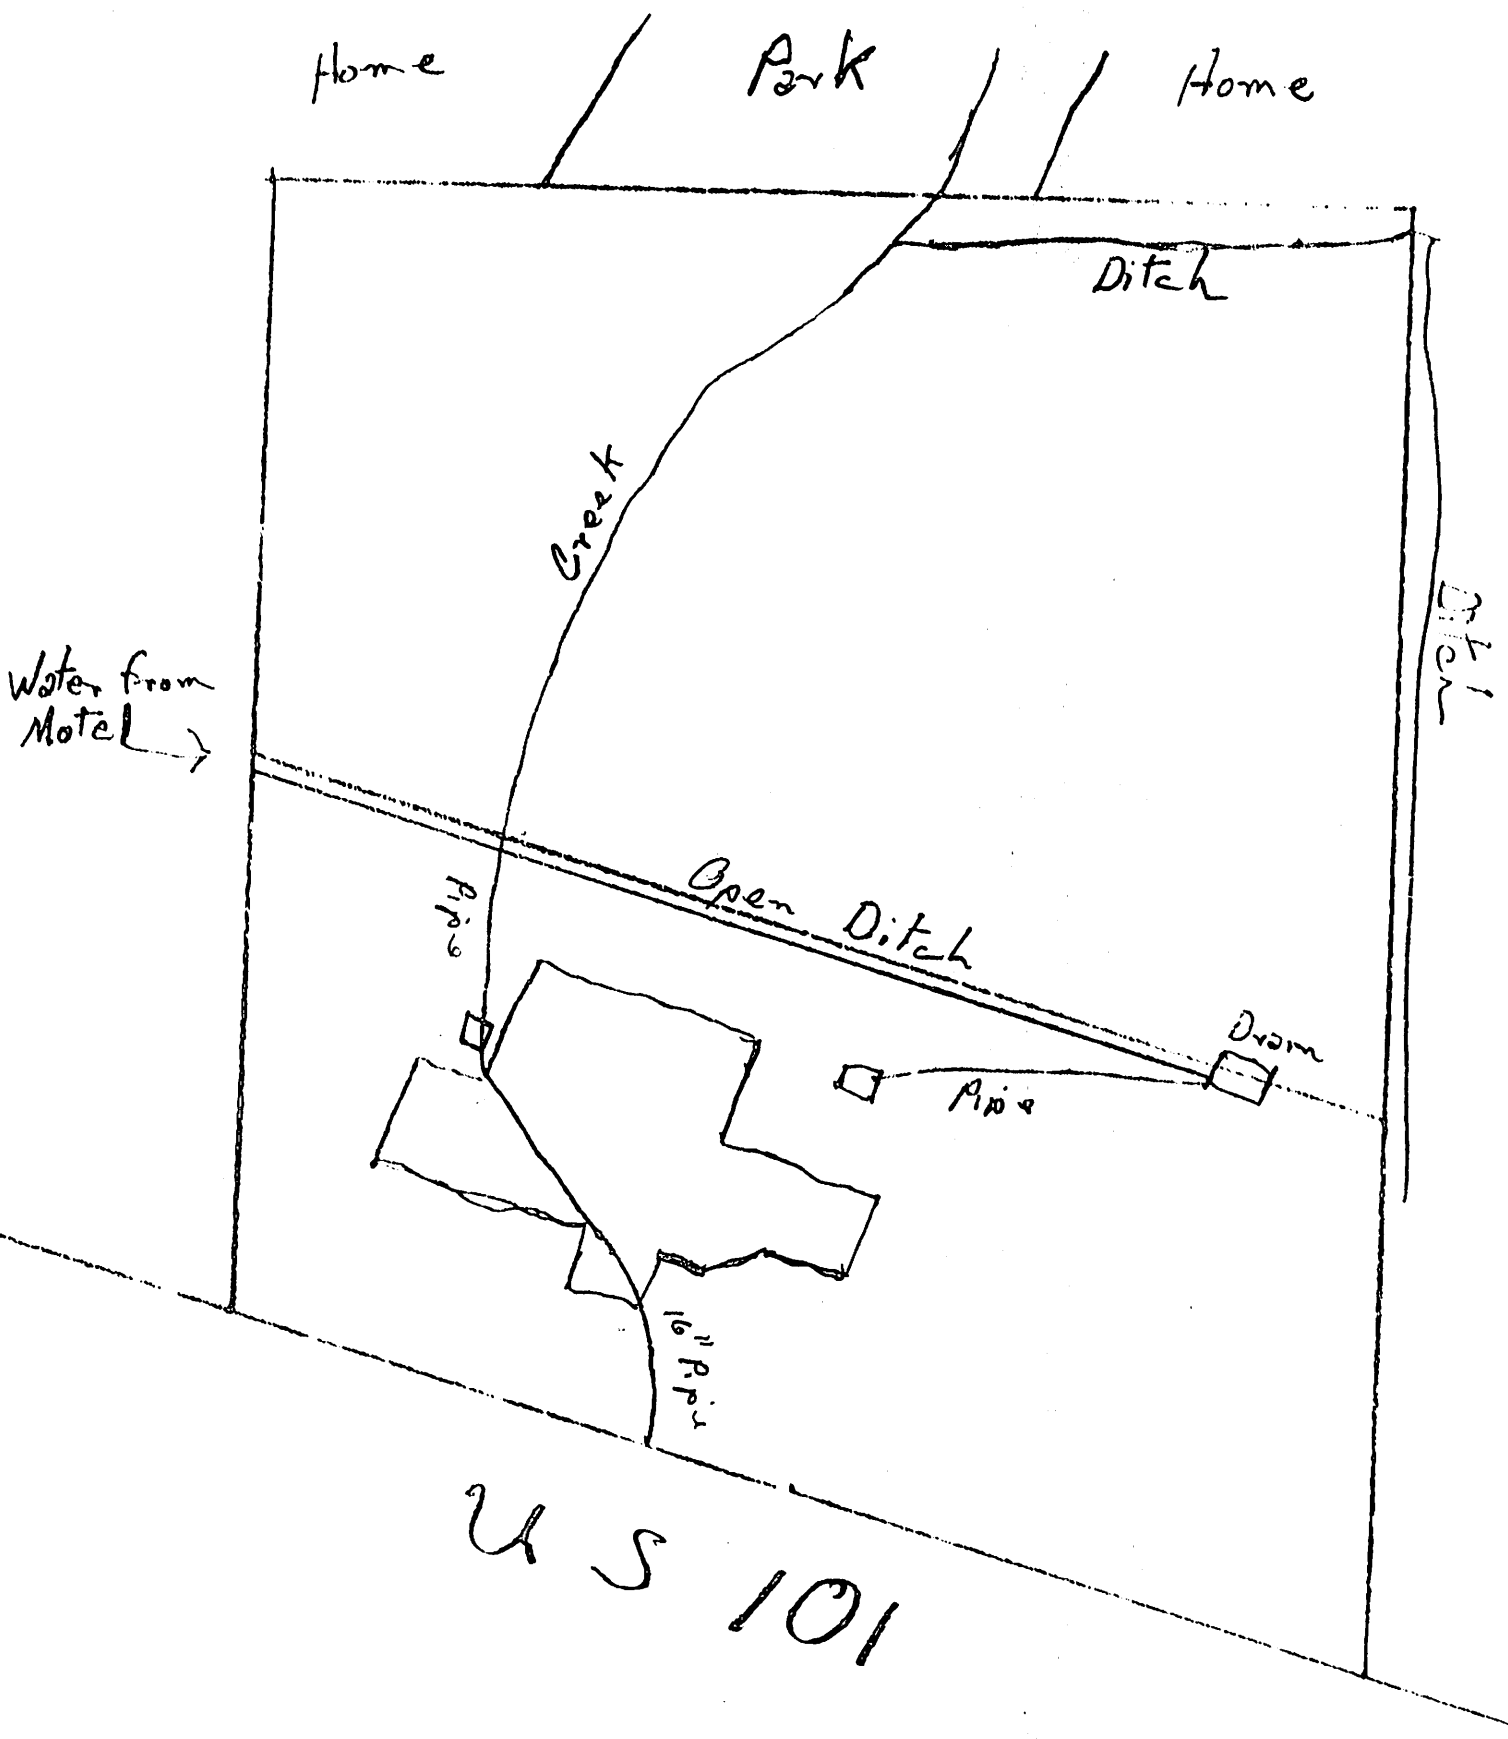 Home
Park
Home
Ditch
Creek
Ditch
Water from
Motel
Open Ditch
Pipe
Drain
Pipe
16" Pipe
US 101